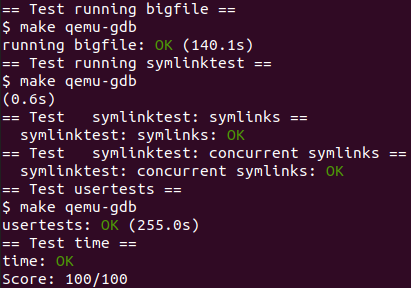 == Test running bigfile ==
$ make qemu-gdb
running bigfile: OK (140.1s)
== Test running symlinktest ==
$ make qemu-gdb
(0.6s)
== Test   symlinktest: symlinks ==
  symlinktest: symlinks: OK
== Test   symlinktest: concurrent symlinks ==
  symlinktest: concurrent symlinks: OK
== Test usertests ==
$ make qemu-gdb
usertests: OK (255.0s)
== Test time ==
time: OK
Score: 100/100